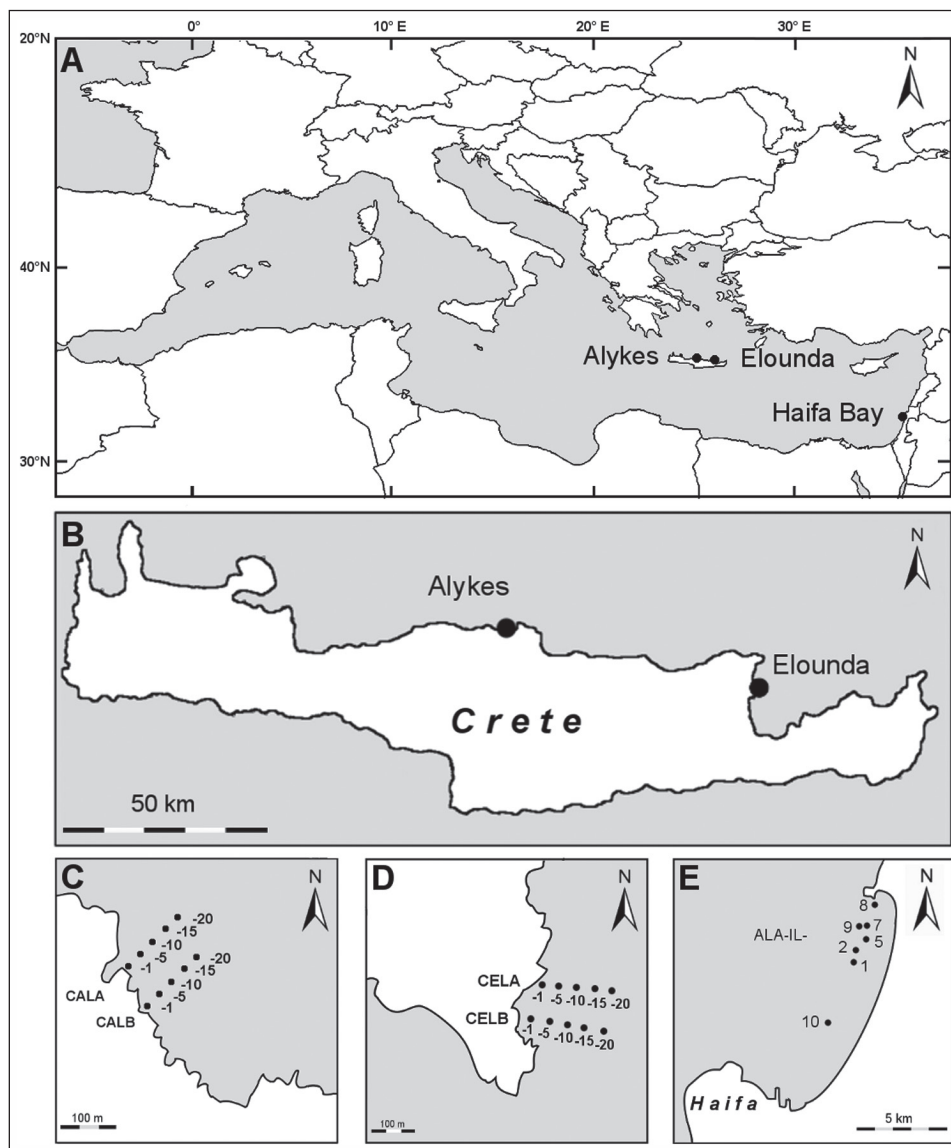 0° 10° E 20° E 30° E
20°N
A
N
40°N
Alykes Elounda
Haifa Bay
30°N
B
N
Alykes
Elounda
Crete
50 km
C
N
-20
-15
-10
-5
-1
-20
-15
-10
-5
-1
CALA
CALB
100 m
D
N
CELA
-1 -5 -10 -15 -20
CELB
-1 -5 -10 -15 -20
100 m
E
N
8
9 7
ALA-IL-
5
2
1
10
Haifa
5 km